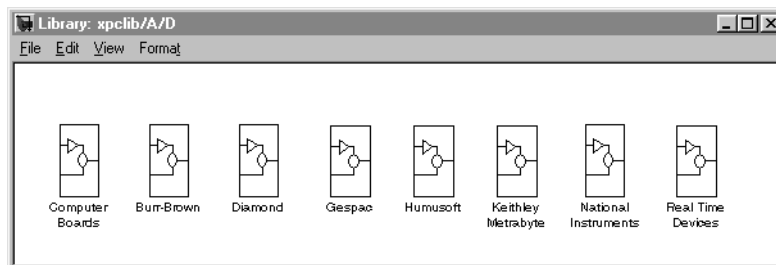 Library: xpclib/A/D
File Edit View Format
Computer Boards
Burr-Brown
Diamond
Gespac
Humusoft
Keithley Metrabyte
National Instruments
Real Time Devices